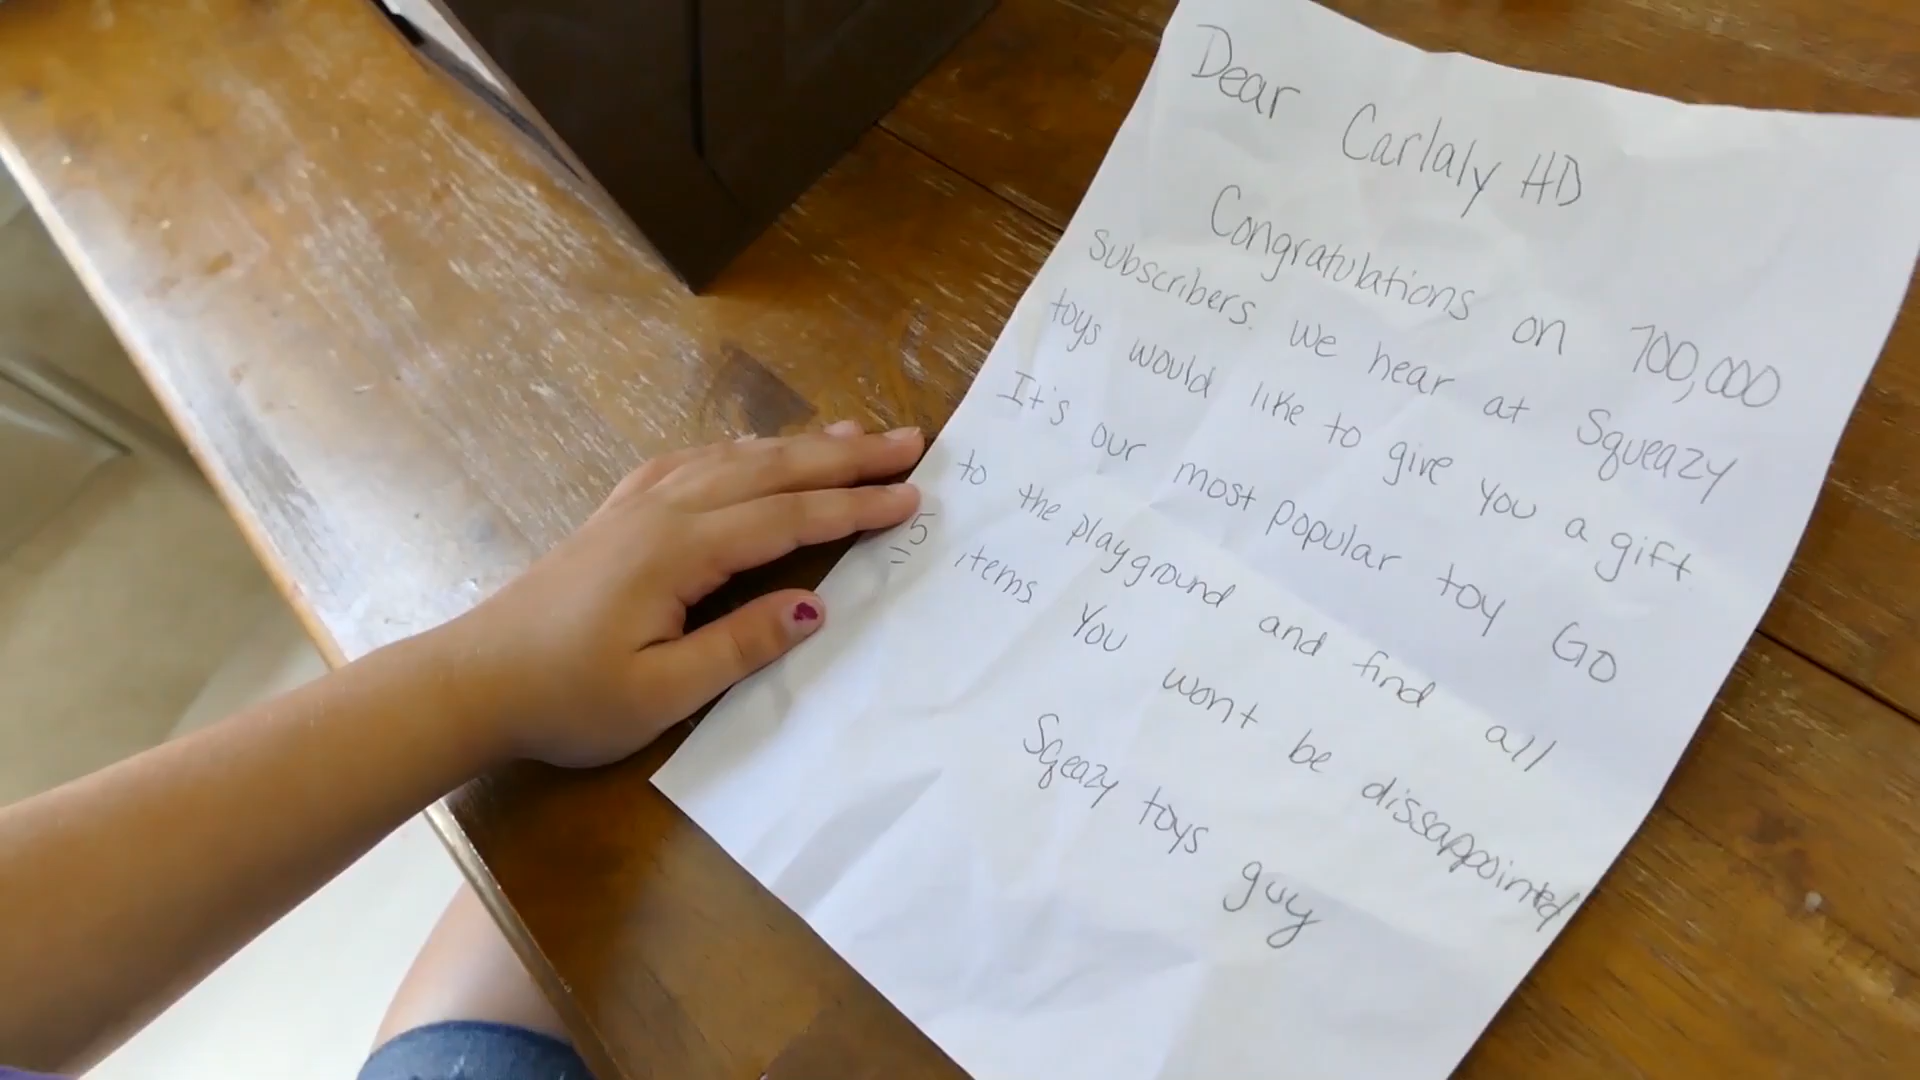 Dear Carlaly HD
Congratulations on 700,000
subscribers. we hear at Squeazy
toys would like to give you a gift
It's our most popular toy Go
to the playground and find all
5 items You wont be dissappointed
Sqeazy toys guy